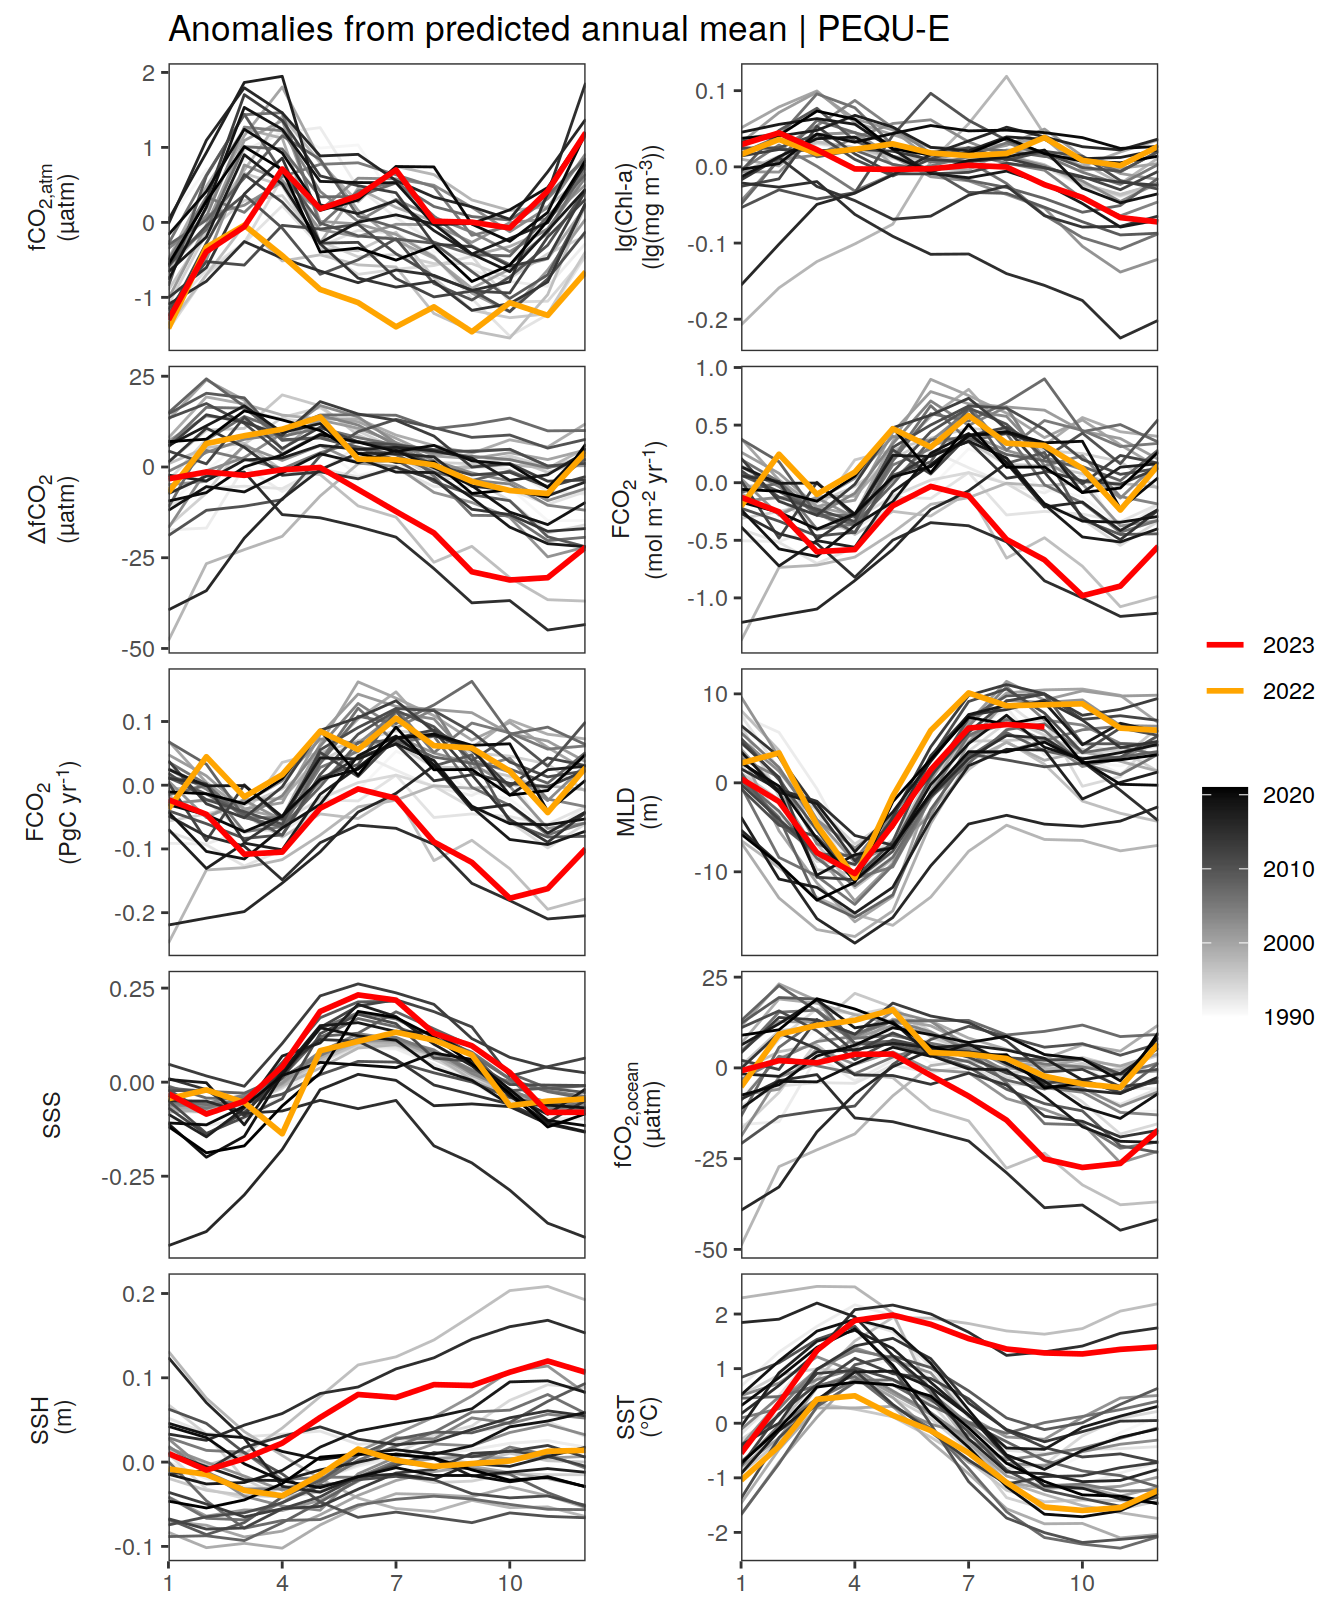 Anomalies from predicted annual mean | PEQU-E
fCO2,atm
(µatm)
2
1
0
-1
lg(Chl-a)
(lg(mg m-3))
0.1
0.0
-0.1
-0.2
ΔfCO2
(µatm)
25
0
-25
-50
FCO2
(mol m-2 yr-1)
1.0
0.5
0.0
-0.5
-1.0
FCO2
(PgC yr-1)
0.1
0.0
-0.1
-0.2
MLD
(m)
10
0
-10
SSS
0.25
0.00
-0.25
fCO2,ocean
(µatm)
25
0
-25
-50
SSH
(m)
0.2
0.1
0.0
-0.1
1
4
7
10
SST
(°C)
2
1
0
-1
-2
1
4
7
10
2023
2022
2020
2010
2000
1990